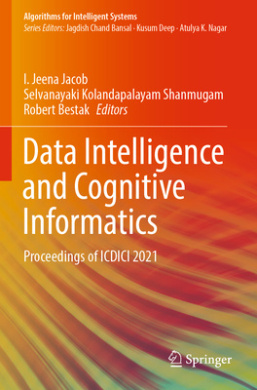 Algorithms for Intelligent Systems
Series Editors: Jagdish Chand Bansal · Kusum Deep · Atulya K. Nagar
I. Jeena Jacob
Selvanayaki Kolandapalayam Shanmugam
Robert Bestak Editors
Data Intelligence
and Cognitive
Informatics
Proceedings of ICDICI 2021
Springer